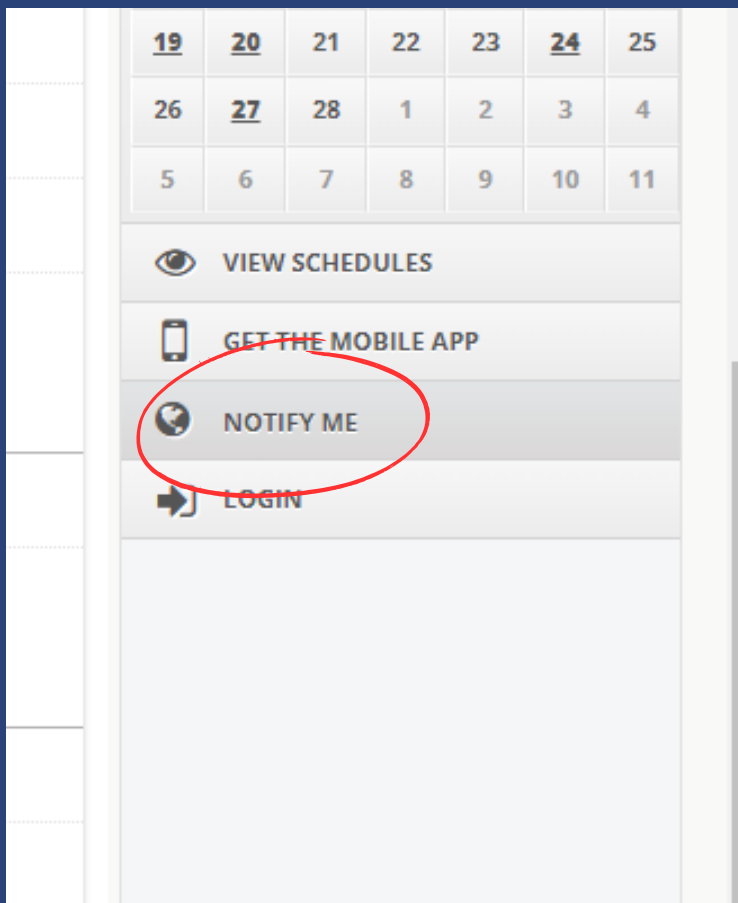 19 20 21 22 23 24 25
26 27 28 1 2 3 4
5 6 7 8 9 10 11
VIEW SCHEDULES
GET THE MOBILE APP
NOTIFY ME
LOGIN